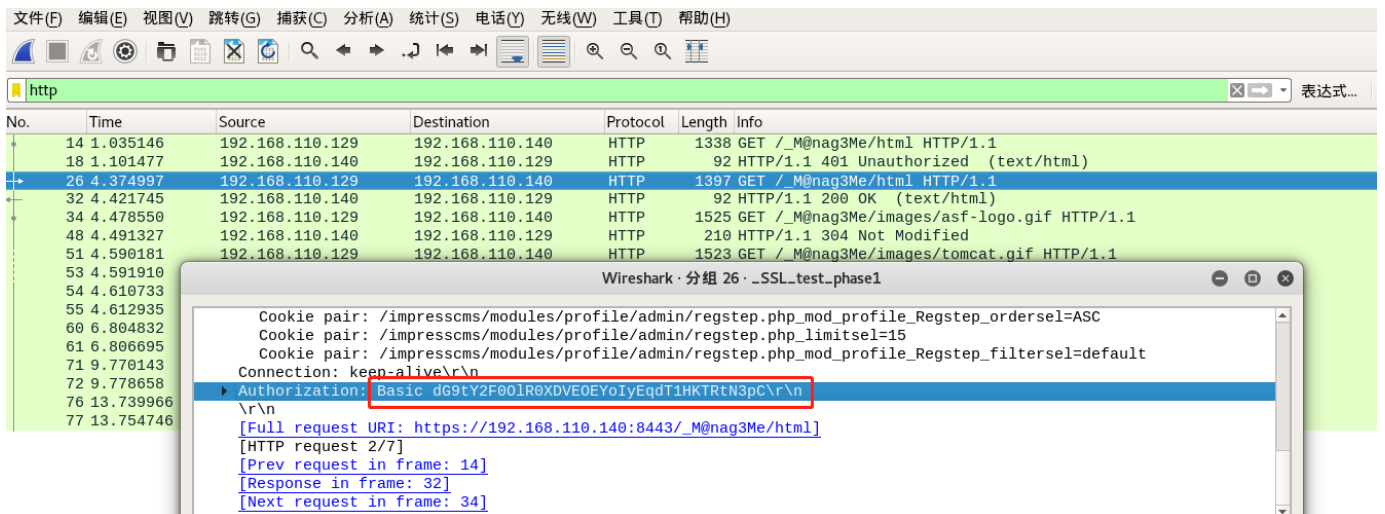 文件(F) 编辑(E) 视图(V) 跳转(G) 捕获(C) 分析(A) 统计(S) 电话(Y) 无线(W) 工具(T) 帮助(H)
http 表达式…
No. Time Source Destination Protocol Length Info
14 1.035146 192.168.110.129 192.168.110.140 HTTP 1338 GET /_M@nag3Me/html HTTP/1.1
18 1.101477 192.168.110.140 192.168.110.129 HTTP 92 HTTP/1.1 401 Unauthorized (text/html)
26 4.374997 192.168.110.129 192.168.110.140 HTTP 1397 GET /_M@nag3Me/html HTTP/1.1
32 4.421745 192.168.110.140 192.168.110.129 HTTP 92 HTTP/1.1 200 OK (text/html)
34 4.478550 192.168.110.129 192.168.110.140 HTTP 1525 GET /_M@nag3Me/images/asf-logo.gif HTTP/1.1
48 4.491327 192.168.110.140 192.168.110.129 HTTP 210 HTTP/1.1 304 Not Modified
51 4.590181 192.168.110.129 192.168.110.140 HTTP 1523 GET /_M@nag3Me/images/tomcat.gif HTTP/1.1
53 4.591910
54 4.610733
55 4.612935
60 6.804832
61 6.806695
71 9.770143
72 9.778658
76 13.739966
77 13.754746
Wireshark · 分组 26 · _SSL_test_phase1
Cookie pair: /impresscms/modules/profile/admin/regstep.php_mod_profile_Regstep_ordersel=ASC
Cookie pair: /impresscms/modules/profile/admin/regstep.php_limitsel=15
Cookie pair: /impresscms/modules/profile/admin/regstep.php_mod_profile_Regstep_filtersel=default
Connection: keep-alive\r\n
Authorization: Basic dG9tY2F0OlR0XDVEOEYoIyEqdT1HKTRtN3pC\r\n
\r\n
[Full request URI: https://192.168.110.140:8443/_M@nag3Me/html]
[HTTP request 2/7]
[Prev request in frame: 14]
[Response in frame: 32]
[Next request in frame: 34]